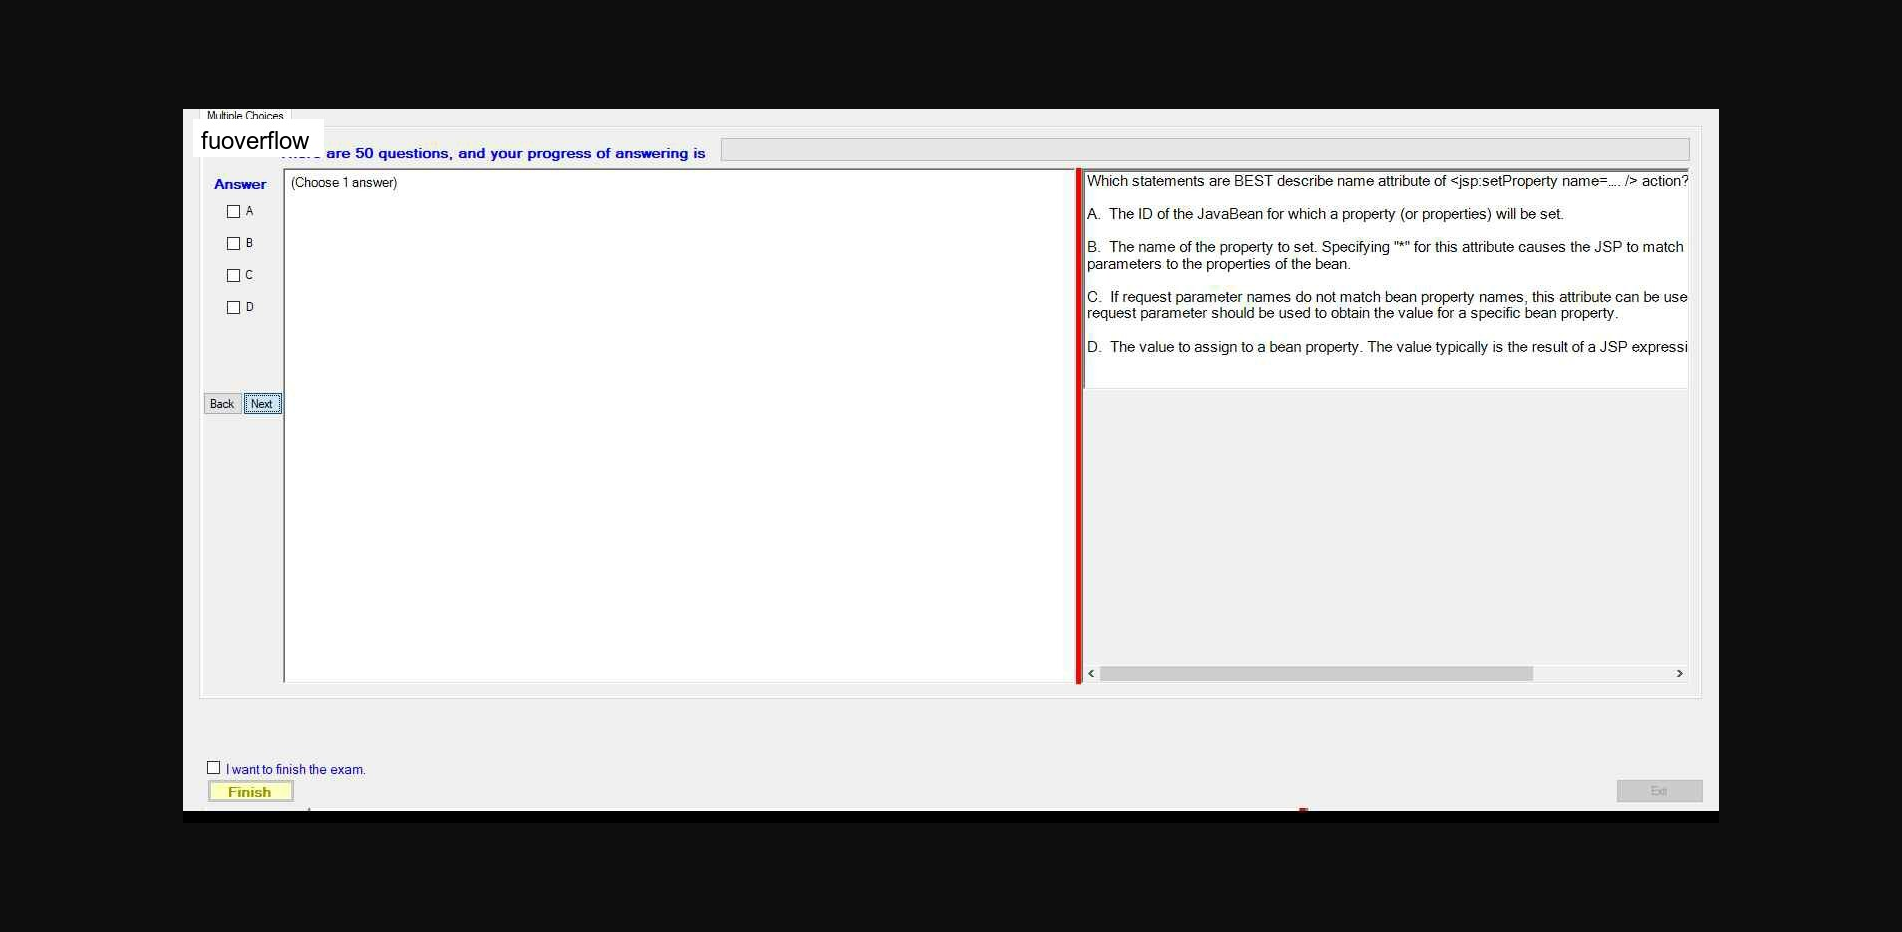 Multiple Choices
fuoverflow
are 50 questions, and your progress of answering is
Answer
(Choose 1 answer)
A
B
C
D
Back
Next
Which statements are BEST describe name attribute of <jsp:setProperty name=.... /> action?
A. The ID of the JavaBean for which a property (or properties) will be set.
B. The name of the property to set. Specifying "*" for this attribute causes the JSP to match
parameters to the properties of the bean.
C. If request parameter names do not match bean property names, this attribute can be use
request parameter should be used to obtain the value for a specific bean property.
D. The value to assign to a bean property. The value typically is the result of a JSP expressi
I want to finish the exam.
Finish
Exit